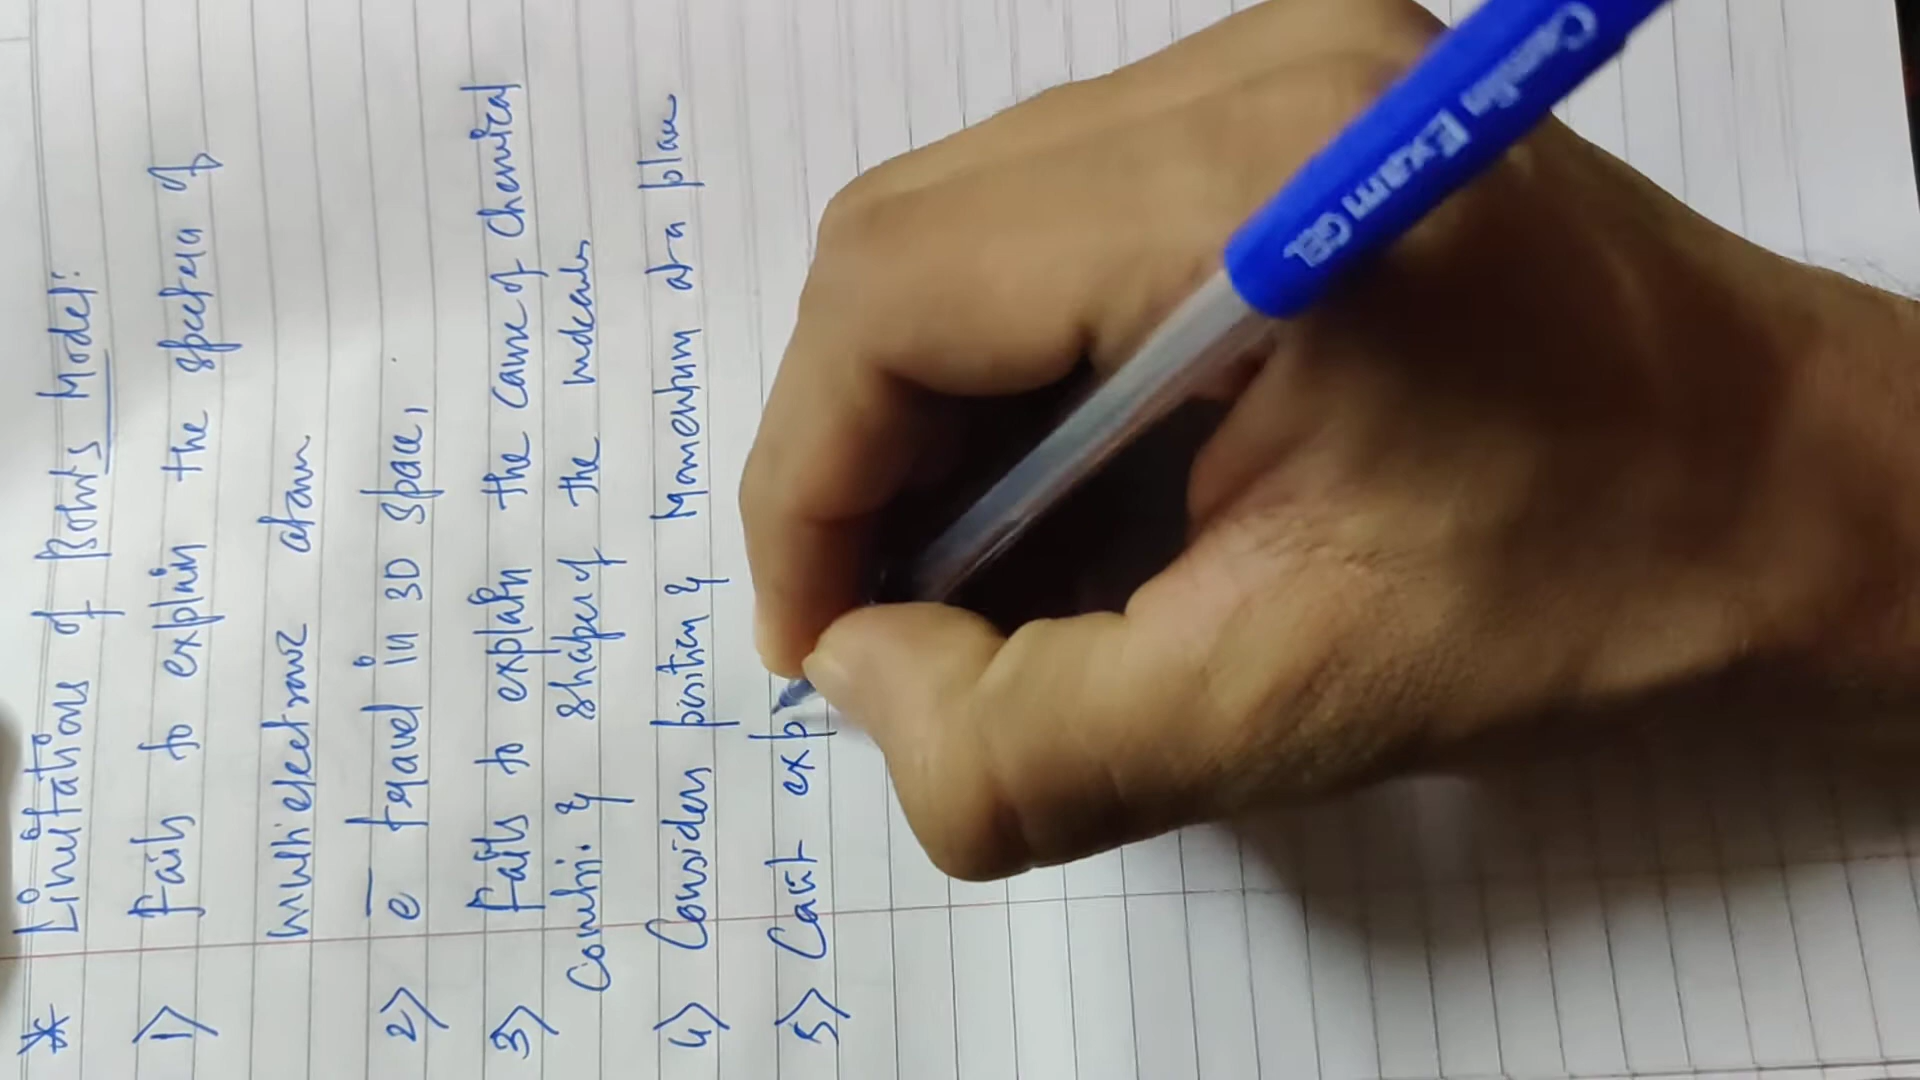 * Limitations of Bohr's Model:
1) Fails to explain the spectra of
multielectronic atom
2) e⁻ travel in 3D space,
3) Fails to explain the cause of chemical
Combi. & shapes of the molecule
4) Considers position & Momentum at a place
5) Can't exp
Camlin Exam GEL